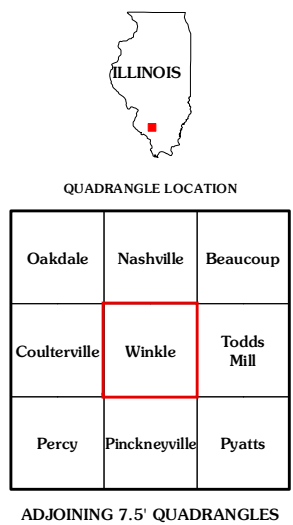 ILLINOIS
QUADRANGLE LOCATION
Oakdale
Nashville
Beaucoup
Coulterville
Winkle
Todds
Mill
Percy
Pinckneyville
Pyatts
ADJOINING 7.5' QUADRANGLES